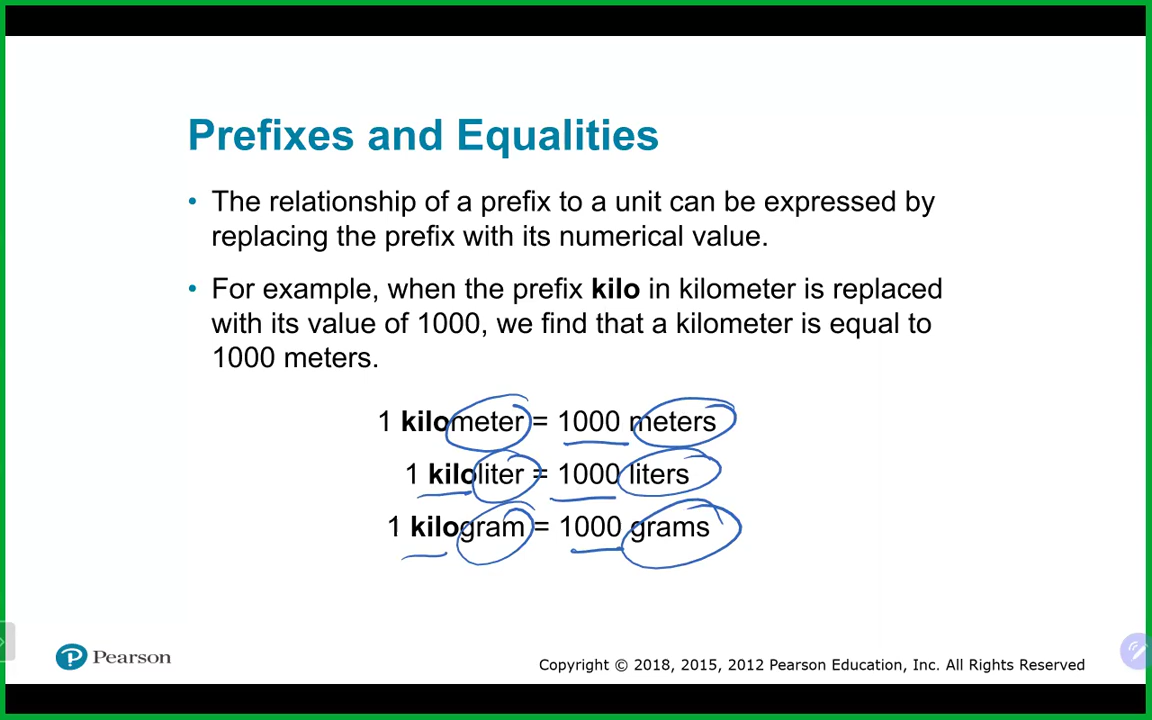 Prefixes and Equalities
• The relationship of a prefix to a unit can be expressed by
replacing the prefix with its numerical value.
• For example, when the prefix kilo in kilometer is replaced
with its value of 1000, we find that a kilometer is equal to
1000 meters.
1 kilometer = 1000 meters
1 kiloliter = 1000 liters
1 kilogram = 1000 grams
P Pearson
Copyright © 2018, 2015, 2012 Pearson Education, Inc. All Rights Reserved